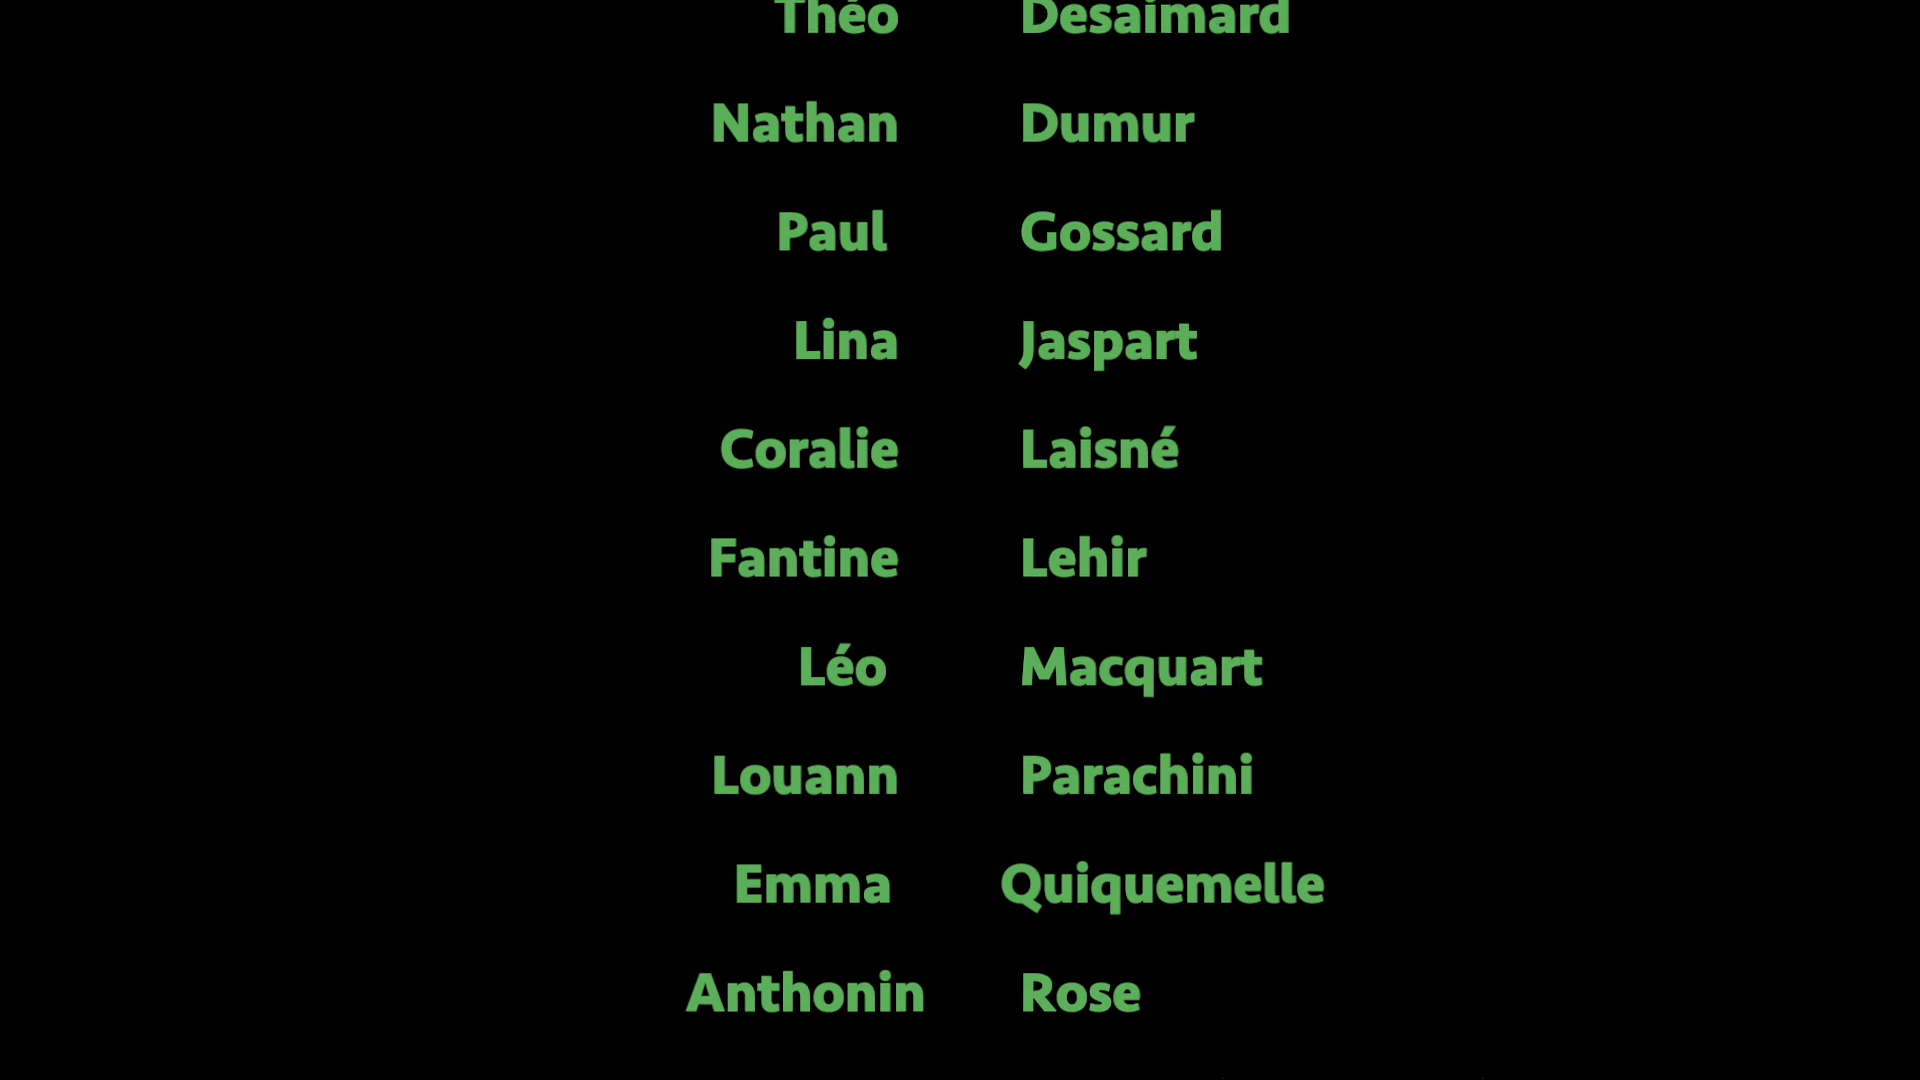 Théo Desaimard
Nathan Dumur
Paul Gossard
Lina Jaspart
Coralie Laisné
Fantine Lehir
Léo Macquart
Louann Parachini
Emma Quiquemelle
Anthonin Rose